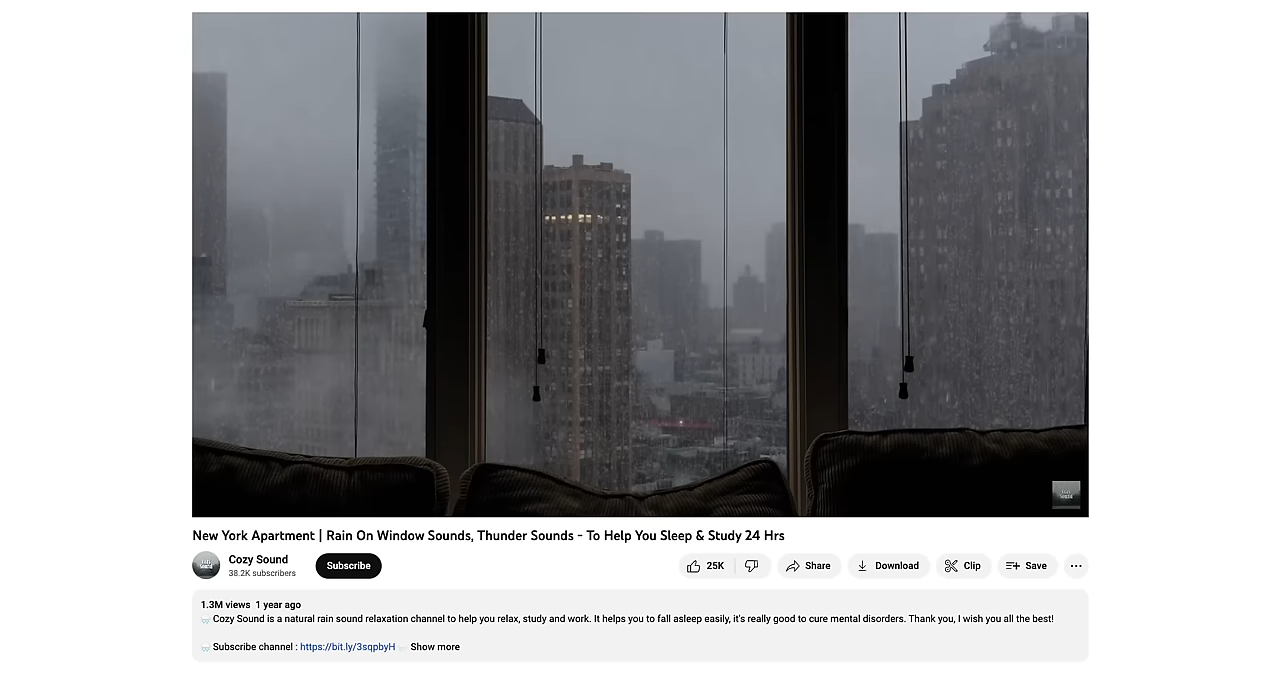 New York Apartment | Rain On Window Sounds, Thunder Sounds - To Help You Sleep & Study 24 Hrs
Cozy Sound
38.2K subscribers
Subscribe
25K
Share
Download
Clip
Save
1.3M views 1 year ago
Cozy Sound is a natural rain sound relaxation channel to help you relax, study and work. It helps you to fall asleep easily, it's really good to cure mental disorders. Thank you, I wish you all the best!
Subscribe channel : https://bit.ly/3sqpbyH Show more